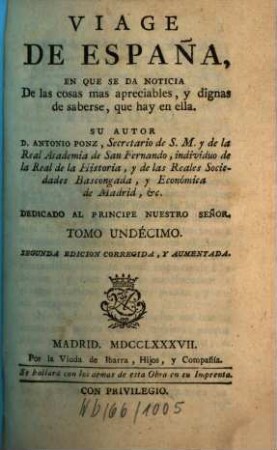 VIAGE
DE ESPAÑA,
EN QUE SE DA NOTICIA
De las cosas mas apreciables, y dignas
de saberse, que hay en ella.
SU AUTOR
D. ANTONIO PONZ, Secretario de S. M. y de la
Real Academia de San Fernando, individuo de
la Real de la Historia, y de las Reales Socie-
dades Bascongada, y Económica
de Madrid, &c.
DEDICADO AL PRINCIPE NUESTRO SEÑOR.
TOMO UNDÉCIMO.
SEGUNDA EDICION CORREGIDA, Y AUMENTADA.
MADRID. MDCCLXXXVII.
Por la Viuda de Ibarra, Hijos, y Compañía.
Se hallará con los demas de esta Obra en su Imprenta.
CON PRIVILEGIO.
Nb/66/1005